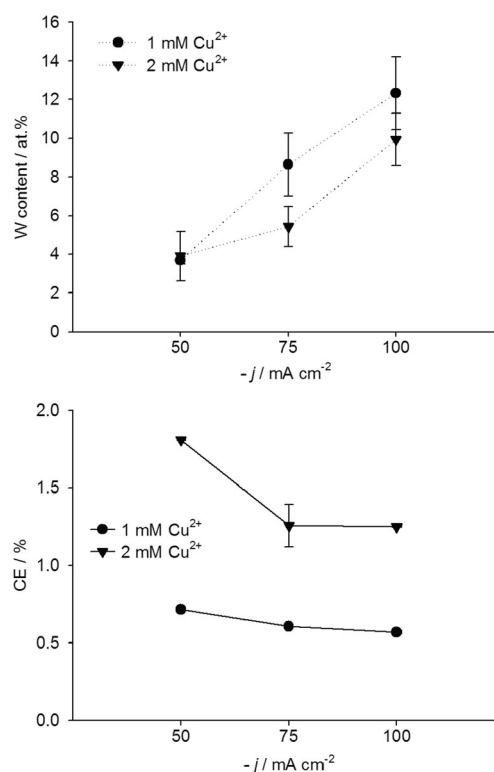 16
14
12
10
8
6
4
2
0
W content / at.%
1 mM Cu²⁺
2 mM Cu²⁺
50 75 100
- j / mA cm⁻²
2.0
1.5
1.0
0.5
0.0
CE / %
1 mM Cu²⁺
2 mM Cu²⁺
50 75 100
- j / mA cm⁻²